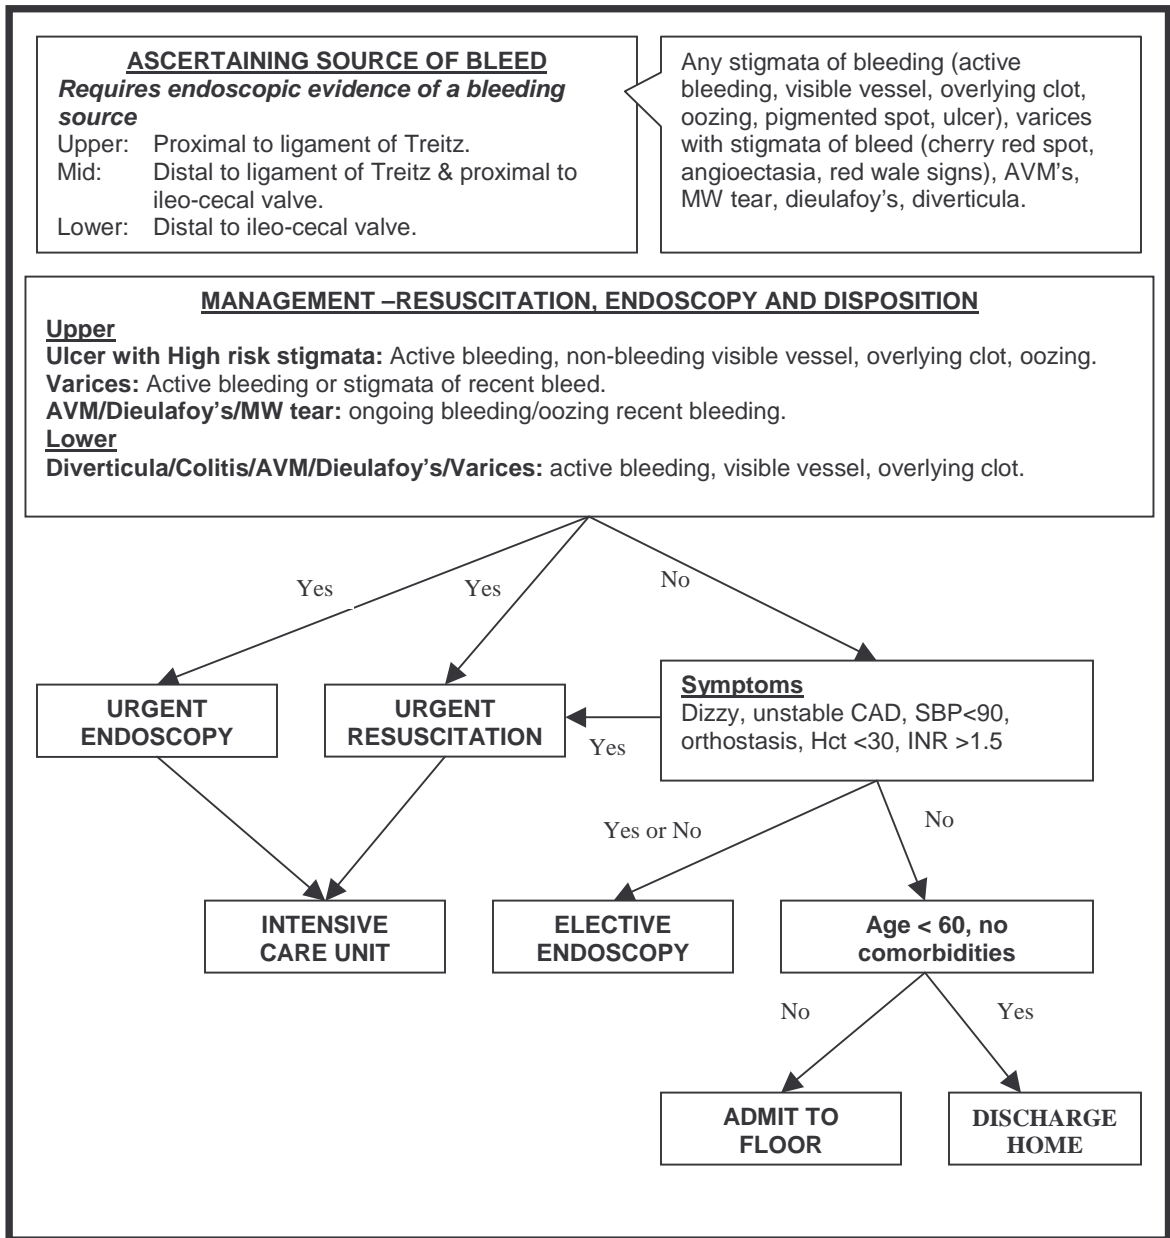 ASCERTAINING SOURCE OF BLEED
Requires endoscopic evidence of a bleeding
source
Upper: Proximal to ligament of Treitz.
Mid: Distal to ligament of Treitz & proximal to
ileo-cecal valve.
Lower: Distal to ileo-cecal valve.
Any stigmata of bleeding (active
bleeding, visible vessel, overlying clot,
oozing, pigmented spot, ulcer), varices
with stigmata of bleed (cherry red spot,
angioectasia, red wale signs), AVM's,
MW tear, dieulafoy's, diverticula.
MANAGEMENT –RESUSCITATION, ENDOSCOPY AND DISPOSITION
Upper
Ulcer with High risk stigmata: Active bleeding, non-bleeding visible vessel, overlying clot, oozing.
Varices: Active bleeding or stigmata of recent bleed.
AVM/Dieulafoy's/MW tear: ongoing bleeding/oozing recent bleeding.
Lower
Diverticula/Colitis/AVM/Dieulafoy's/Varices: active bleeding, visible vessel, overlying clot.
Yes
Yes
No
URGENT
ENDOSCOPY
URGENT
RESUSCITATION
Yes
Symptoms
Dizzy, unstable CAD, SBP<90,
orthostasis, Hct <30, INR >1.5
Yes or No
No
INTENSIVE
CARE UNIT
ELECTIVE
ENDOSCOPY
Age < 60, no
comorbidities
No
Yes
ADMIT TO
FLOOR
DISCHARGE
HOME